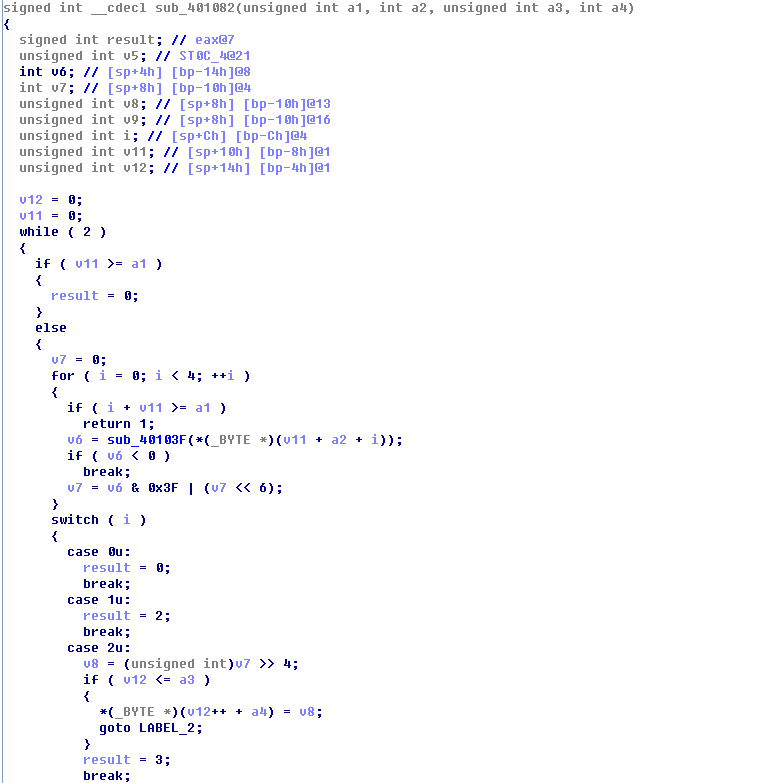 signed int __cdecl sub_401082(unsigned int a1, int a2, unsigned int a3, int a4)
{
  signed int result; // eax@7
  unsigned int v5; // ST0C_4@21
  int v6; // [sp+4h] [bp-14h]@8
  int v7; // [sp+8h] [bp-10h]@4
  unsigned int v8; // [sp+8h] [bp-10h]@13
  unsigned int v9; // [sp+8h] [bp-10h]@16
  unsigned int i; // [sp+Ch] [bp-Ch]@4
  unsigned int v11; // [sp+10h] [bp-8h]@1
  unsigned int v12; // [sp+14h] [bp-4h]@1

  v12 = 0;
  v11 = 0;
  while ( 2 )
  {
    if ( v11 >= a1 )
    {
      result = 0;
    }
    else
    {
      v7 = 0;
      for ( i = 0; i < 4; ++i )
      {
        if ( i + v11 >= a1 )
          return 1;
        v6 = sub_40103F(*(_BYTE *)(v11 + a2 + i));
        if ( v6 < 0 )
          break;
        v7 = v6 & 0x3F | (v7 << 6);
      }
      switch ( i )
      {
        case 0u:
          result = 0;
          break;
        case 1u:
          result = 2;
          break;
        case 2u:
          v8 = (unsigned int)v7 >> 4;
          if ( v12 <= a3 )
          {
            *(_BYTE *)(v12++ + a4) = v8;
            goto LABEL_2;
          }
          result = 3;
          break;